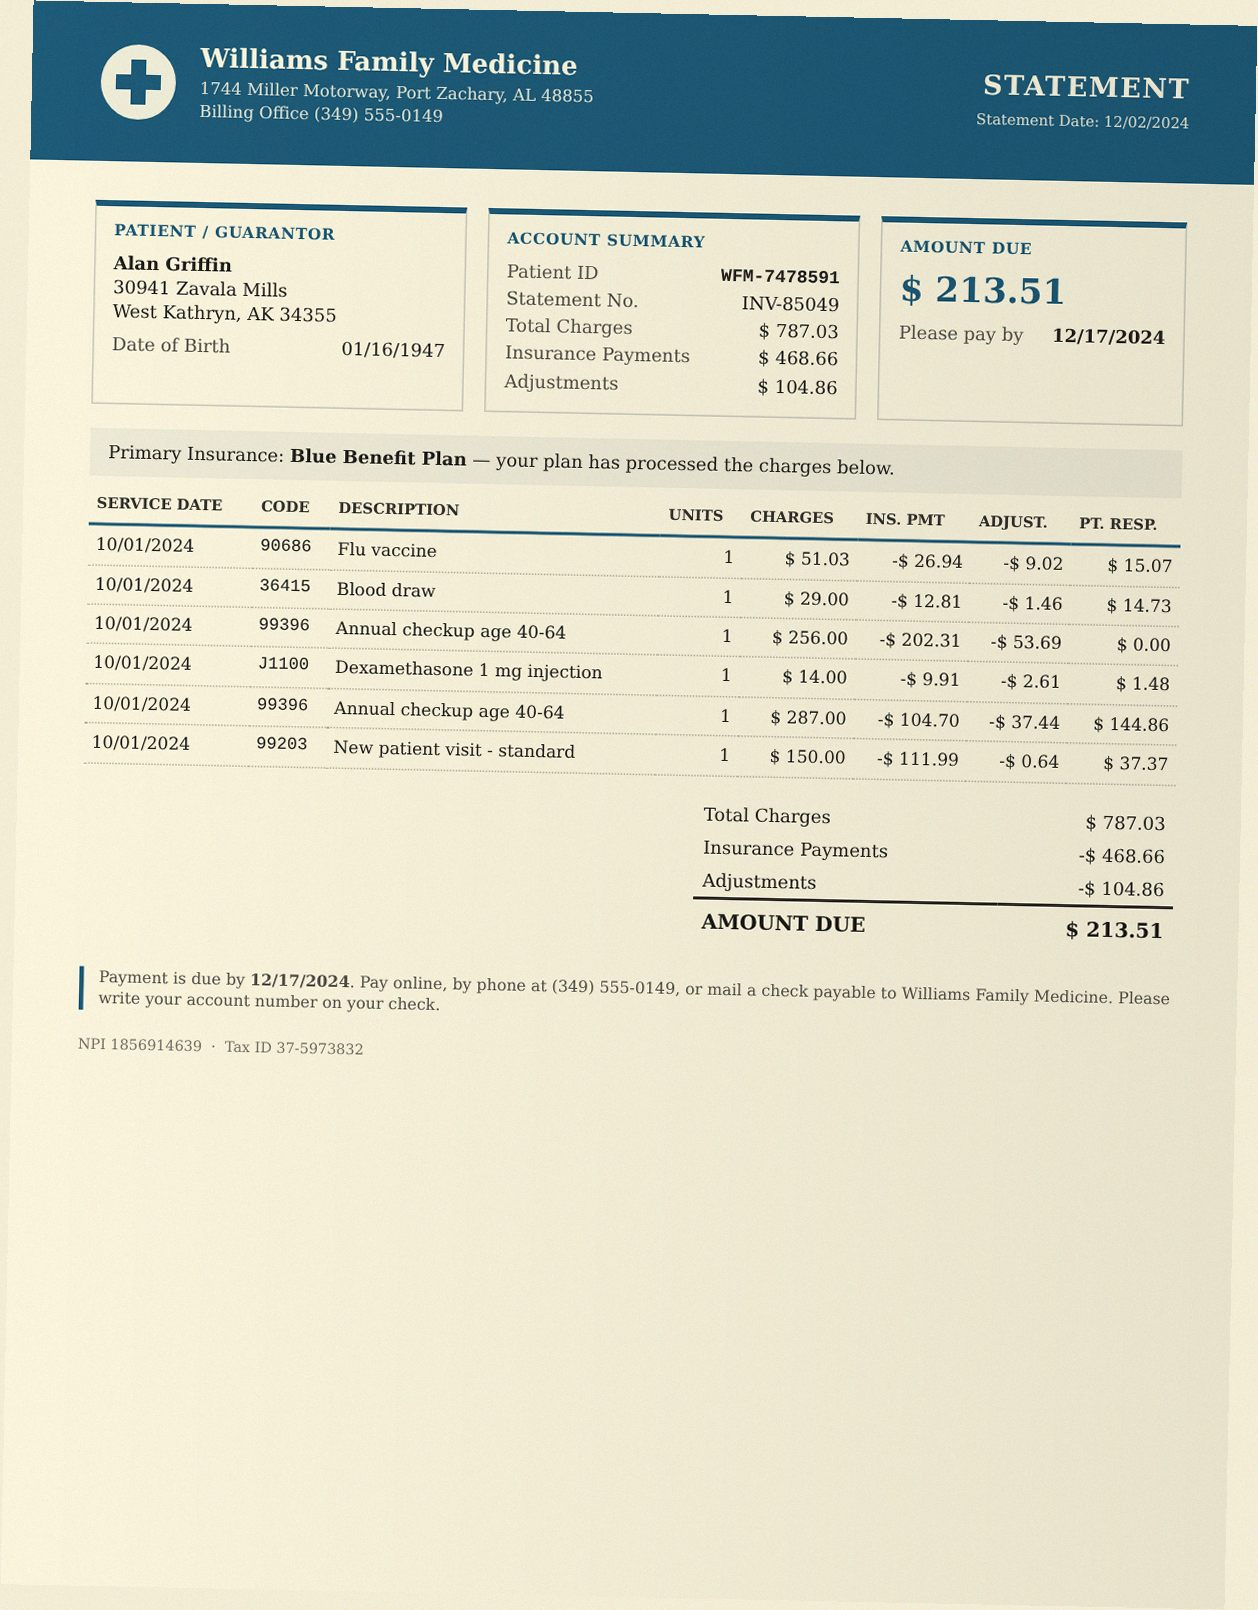 Williams Family Medicine
1744 Miller Motorway, Port Zachary, AL 48855
Billing Office (349) 555-0149
STATEMENT
Statement Date: 12/02/2024
PATIENT / GUARANTOR
Alan Griffin
30941 Zavala Mills
West Kathryn, AK 34355
Date of Birth 01/16/1947
ACCOUNT SUMMARY
Patient ID WFM-7478591
Statement No. INV-85049
Total Charges $ 787.03
Insurance Payments $ 468.66
Adjustments $ 104.86
AMOUNT DUE
$ 213.51
Please pay by 12/17/2024
Primary Insurance: Blue Benefit Plan — your plan has processed the charges below.
SERVICE DATE CODE DESCRIPTION UNITS CHARGES INS. PMT ADJUST. PT. RESP.
10/01/2024 90686 Flu vaccine 1 $ 51.03 -$ 26.94 -$ 9.02 $ 15.07
10/01/2024 36415 Blood draw 1 $ 29.00 -$ 12.81 -$ 1.46 $ 14.73
10/01/2024 99396 Annual checkup age 40-64 1 $ 256.00 -$ 202.31 -$ 53.69 $ 0.00
10/01/2024 J1100 Dexamethasone 1 mg injection 1 $ 14.00 -$ 9.91 -$ 2.61 $ 1.48
10/01/2024 99396 Annual checkup age 40-64 1 $ 287.00 -$ 104.70 -$ 37.44 $ 144.86
10/01/2024 99203 New patient visit - standard 1 $ 150.00 -$ 111.99 -$ 0.64 $ 37.37
Total Charges $ 787.03
Insurance Payments -$ 468.66
Adjustments -$ 104.86
AMOUNT DUE $ 213.51
Payment is due by 12/17/2024. Pay online, by phone at (349) 555-0149, or mail a check payable to Williams Family Medicine. Please
write your account number on your check.
NPI 1856914639 · Tax ID 37-5973832